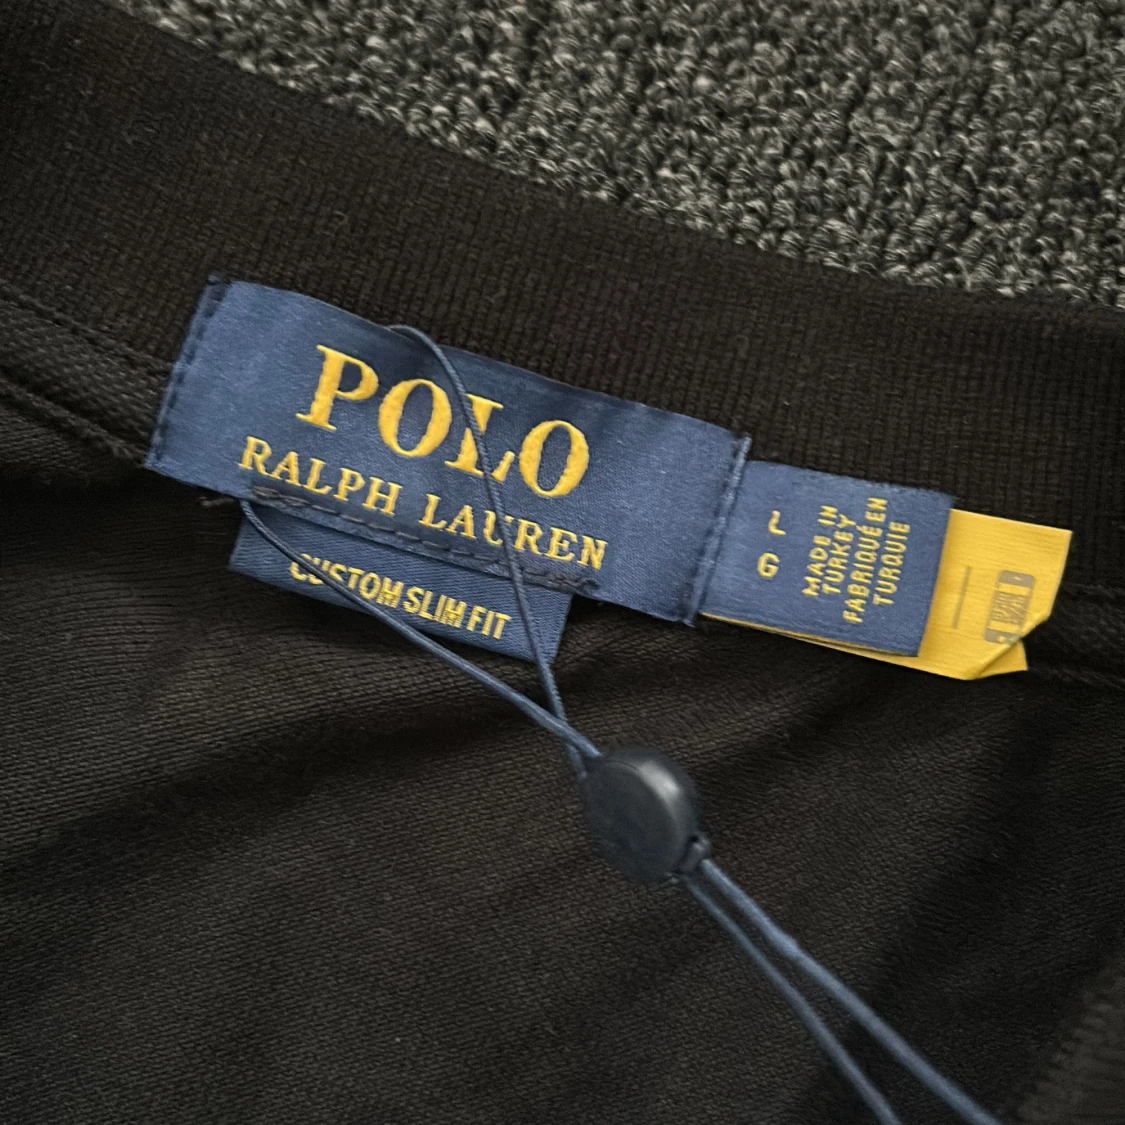 POLO
RALPH LAUREN
CUSTOM SLIM FIT
L
G
MADE IN
TURKEY
FABRIQUÉ EN
TURQUIE